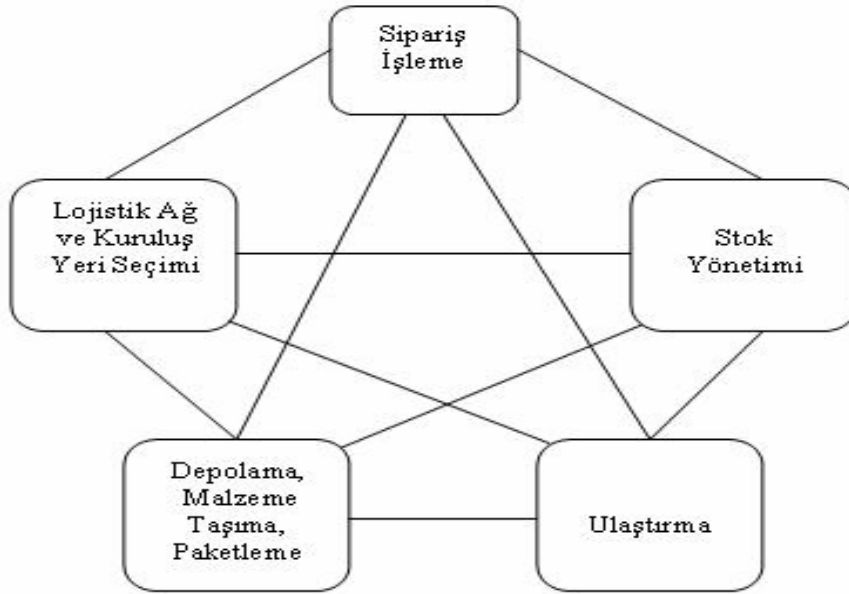 Sipariş
İşleme
Lojistik Ağ
ve Kuruluş
Yeri Seçimi
Stok
Yönetimi
Depolama,
Malzeme
Taşıma,
Paketleme
Ulaştırma